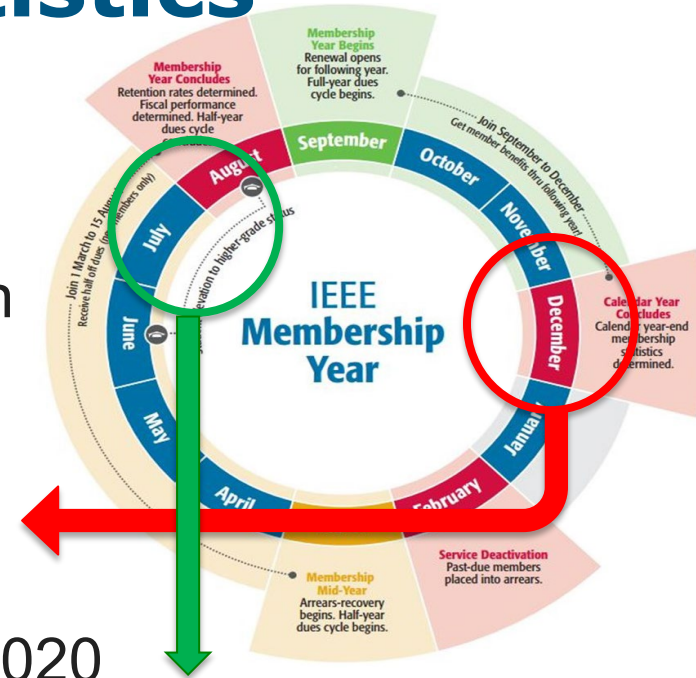 Membership
Year Concludes
Retention rates determined.
Fiscal performance
determined. Half-year
dues cycle
Membership
Year Begins
Renewal opens
for following year.
Full-year dues
cycle begins.
Join September to December
Get member benefits thru following year!
August
September
October
November
December
January
February
April
May
June
July
Join 1 March to 15 August
Receive half off dues members only)
to higher-grade status
IEEE
Membership
Year
Calendar Year
Concludes
Calendar year-end
membership
statistics
determined.
Service Deactivation
Past-due members
placed into arrears.
Membership
Mid-Year
Arrears-recovery
begins. Half-year
dues cycle begins.